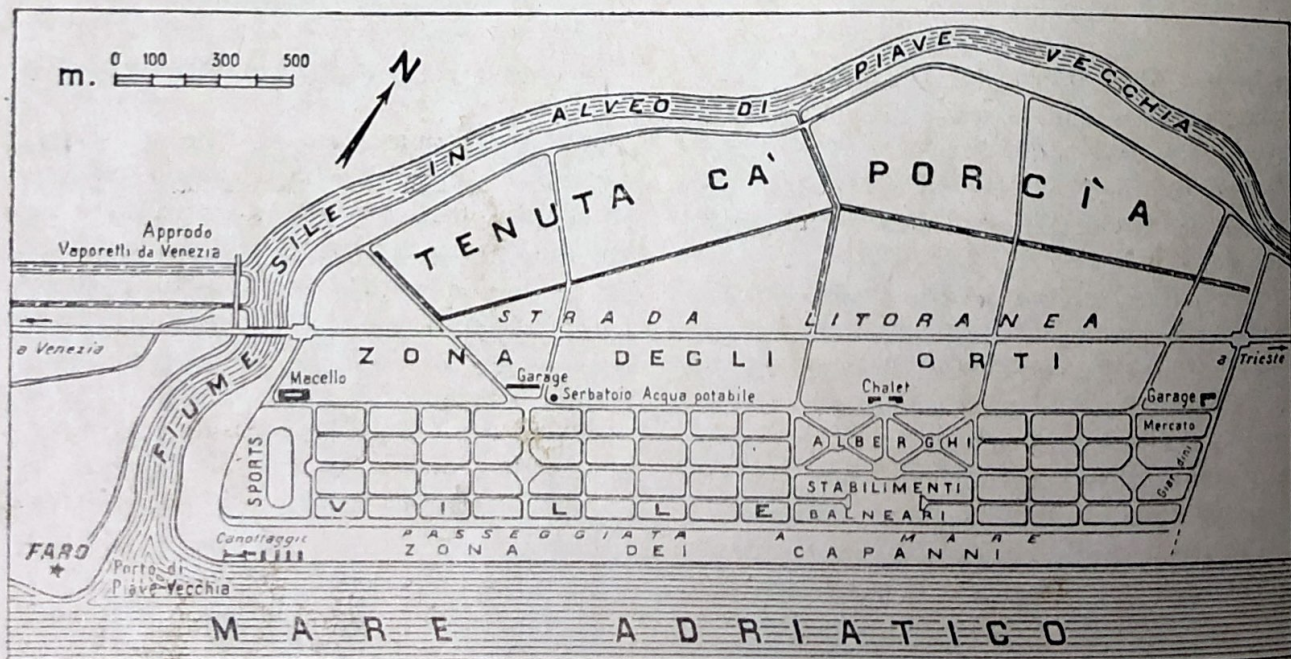 m. 0 100 300 500
N
FIUME SILE IN ALVEO DI PIAVE VECCHIA
TENUTA CÀ PORCÌA
Approdo
Vaporetti da Venezia
STRADA LITORANEA
a Venezia
a Trieste
ZONA DEGLI ORTI
Macello
Garage
Serbatoio Acqua potabile
Chalet
Garage
Mercato
Giardini
SPORTS
ALBERGHI
STABILIMENTI
BALNEARI
VILLE
PASSEGGIATA A MARE
Canottaggio
ZONA DEI CAPANNI
FARO
Porto di
Piave-Vecchia
MARE ADRIATICO